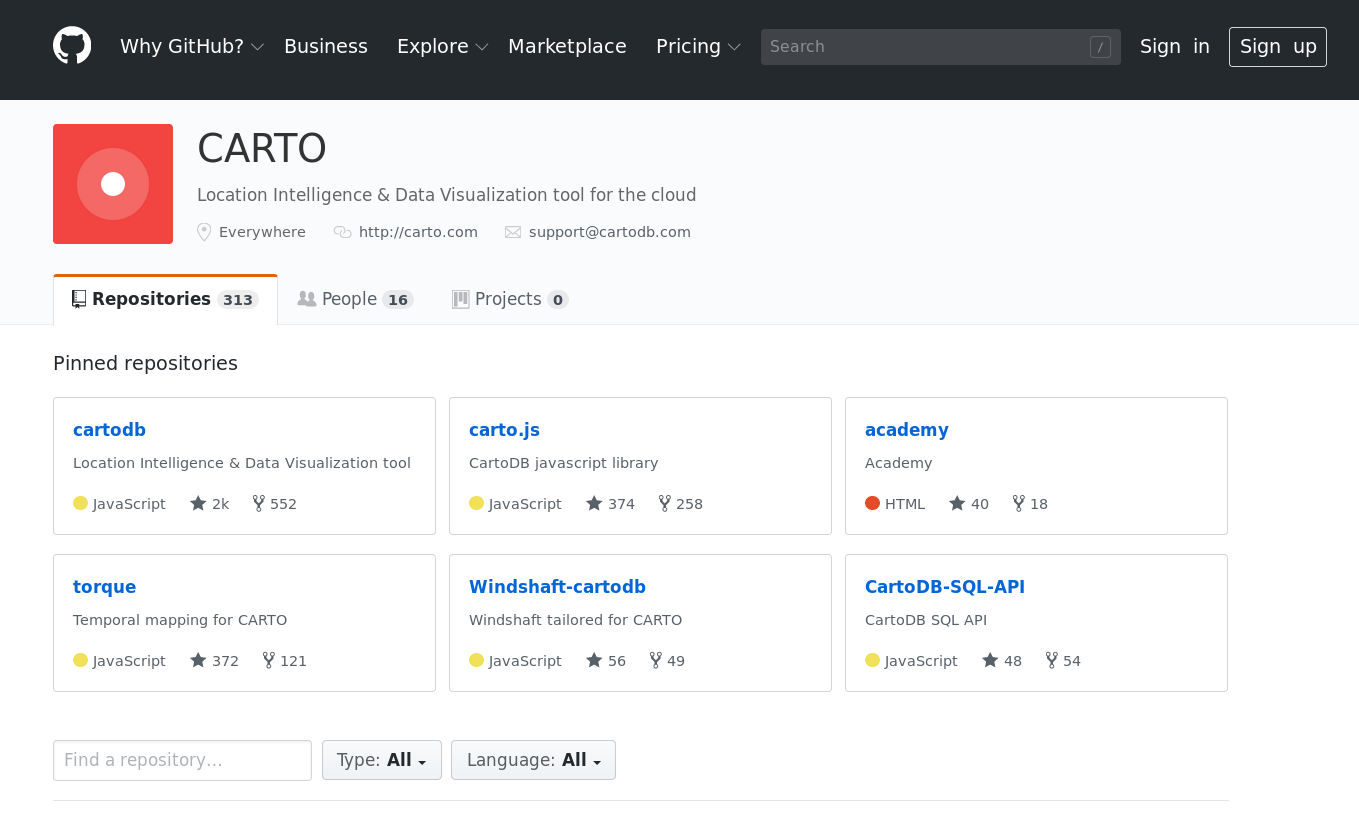 Why GitHub? Business Explore Marketplace Pricing Search / Sign in Sign up
CARTO
Location Intelligence & Data Visualization tool for the cloud
Everywhere http://carto.com support@cartodb.com
Repositories 313 People 16 Projects 0
Pinned repositories
cartodb
Location Intelligence & Data Visualization tool
JavaScript 2k 552
carto.js
CartoDB javascript library
JavaScript 374 258
academy
Academy
HTML 40 18
torque
Temporal mapping for CARTO
JavaScript 372 121
Windshaft-cartodb
Windshaft tailored for CARTO
JavaScript 56 49
CartoDB-SQL-API
CartoDB SQL API
JavaScript 48 54
Find a repository… Type: All Language: All